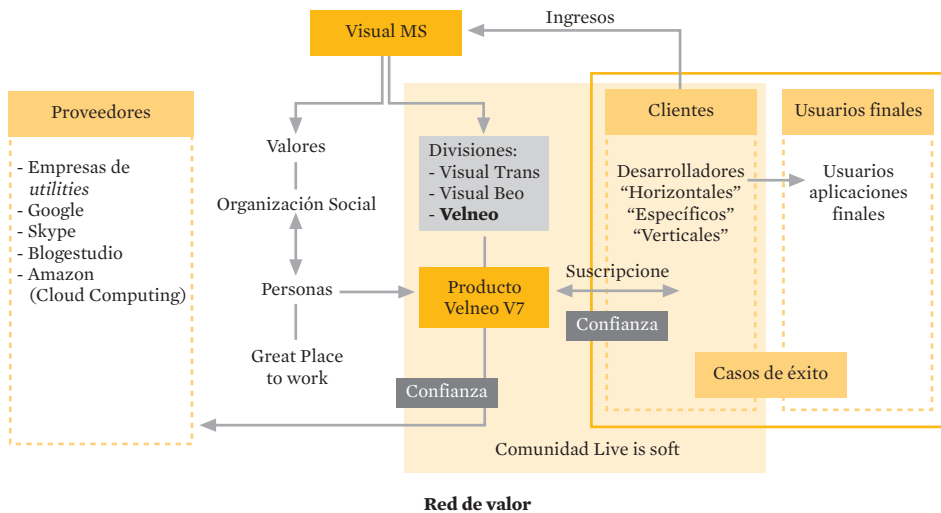 Visual MS
Ingresos
Proveedores
- Empresas de
utilities
- Google
- Skype
- Blogestudio
- Amazon
(Cloud Computing)
Valores
Organización Social
Personas
Great Place
to work
Divisiones:
- Visual Trans
- Visual Beo
- Velneo
Producto
Velneo V7
Confianza
Suscripcione
Confianza
Clientes
Desarrolladores
“Horizontales”
“Específicos”
“Verticales”
Usuarios finales
Usuarios
aplicaciones
finales
Casos de éxito
Comunidad Live is soft
Red de valor